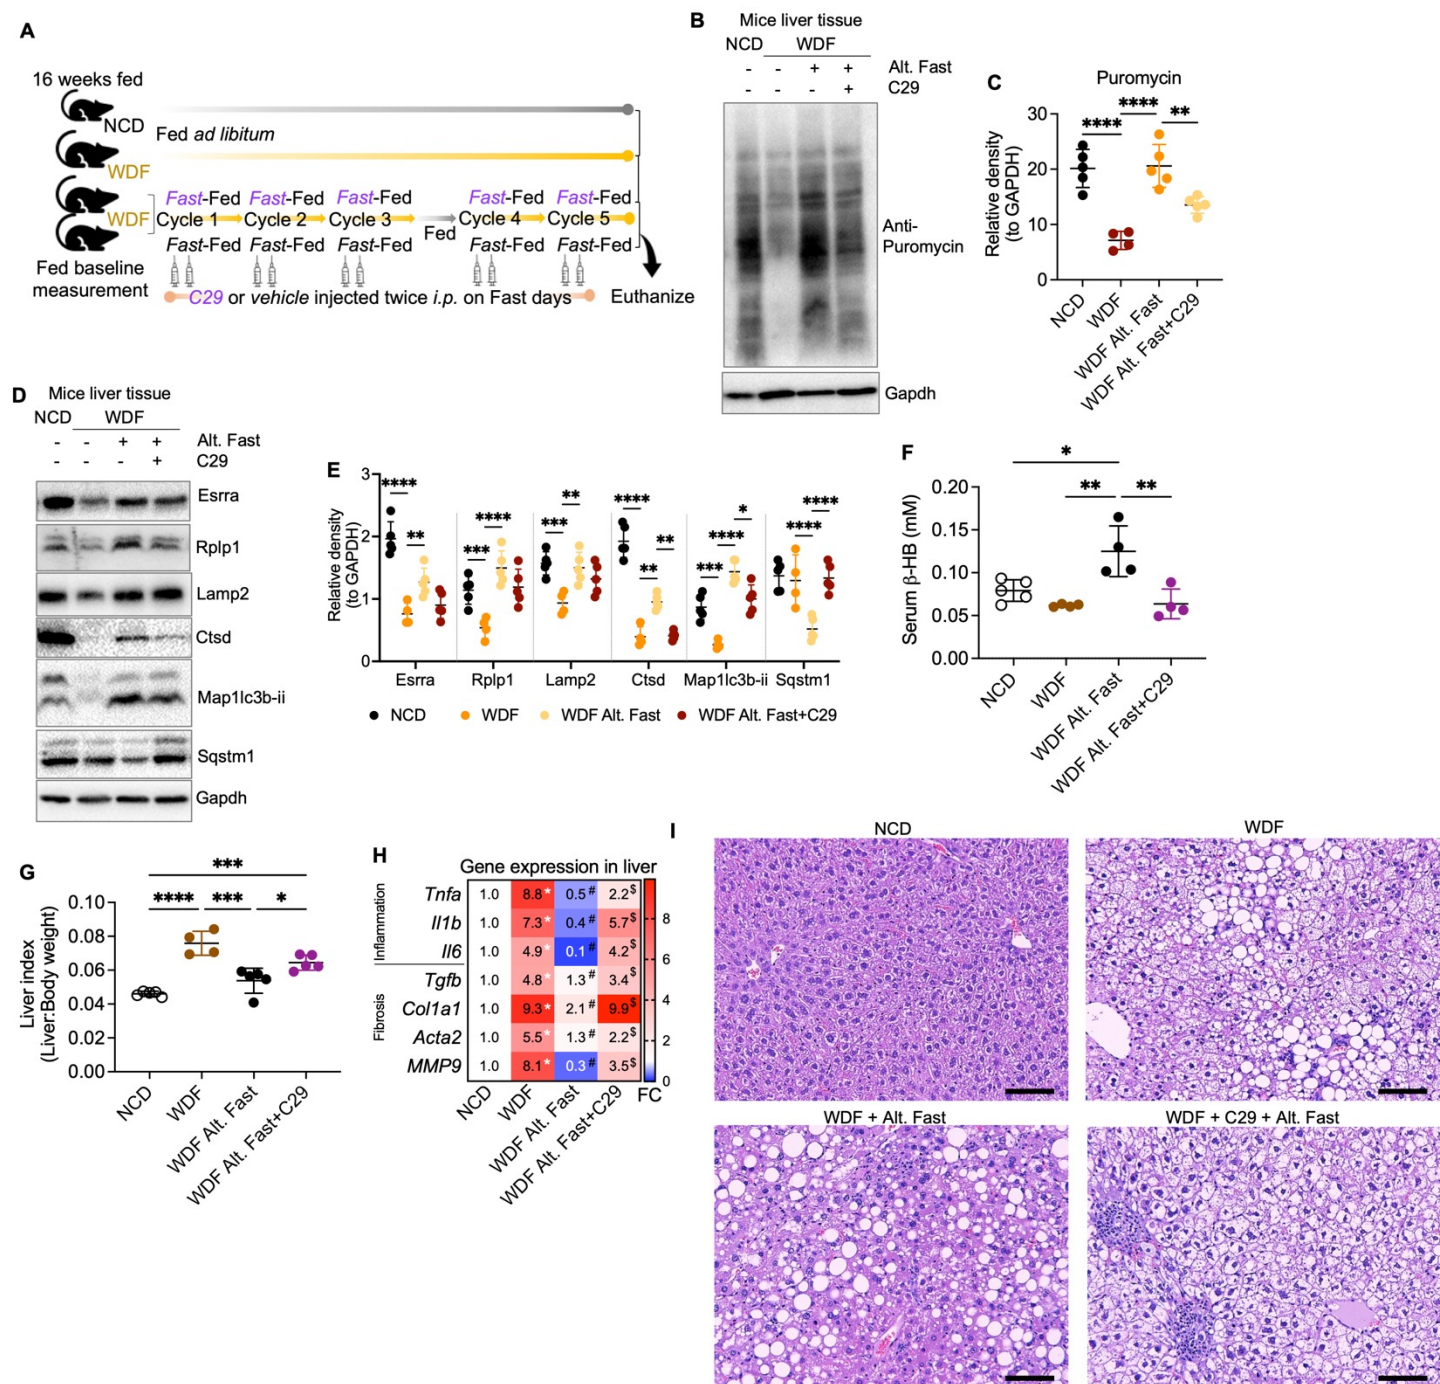 A
16 weeks fed
NCD
Fed ad libitum
WDF
WDF
Fast-Fed Fast-Fed Fast-Fed Fast-Fed Fast-Fed
Cycle 1 Cycle 2 Cycle 3 Fed Cycle 4 Cycle 5
Fast-Fed Fast-Fed Fast-Fed Fast-Fed Fast-Fed
Fed baseline
measurement
C29 or vehicle injected twice i.p. on Fast days
Euthanize
B
Mice liver tissue
NCD WDF
- - + + Alt. Fast
- - - + C29
Anti-
Puromycin
Gapdh
C
Puromycin
**** **** **
Relative density
(to GAPDH)
30
20
10
0
NCD
WDF
WDF Alt. Fast
WDF Alt. Fast+C29
D
Mice liver tissue
NCD WDF
- - + + Alt. Fast
- - - + C29
Esrra
Rplp1
Lamp2
Ctsd
Map1lc3b-ii
Sqstm1
Gapdh
E
Relative density
(to GAPDH)
3
2
1
0
**** **
*** ****
*** **
**** ** **
*** **** *
**** ****
Esrra Rplp1 Lamp2 Ctsd Map1lc3b-ii Sqstm1
NCD WDF WDF Alt. Fast WDF Alt. Fast+C29
F
*
** **
Serum β-HB (mM)
0.20
0.15
0.10
0.05
0.00
NCD
WDF
WDF Alt. Fast
WDF Alt. Fast+C29
G
***
**** *** *
Liver index
(Liver:Body weight)
0.10
0.08
0.06
0.04
0.02
0.00
NCD
WDF
WDF Alt. Fast
WDF Alt. Fast+C29
H
Gene expression in liver
Inflammation
Tnfa 1.0 8.8* 0.5# 2.2$
Il1b 1.0 7.3* 0.4# 5.7$
Il6 1.0 4.9* 0.1# 4.2$
Fibrosis
Tgfb 1.0 4.8* 1.3# 3.4$
Col1a1 1.0 9.3* 2.1# 9.9$
Acta2 1.0 5.5* 1.3# 2.2$
MMP9 1.0 8.1* 0.3# 3.5$
8
6
4
2
0
FC
NCD
WDF
WDF Alt. Fast
WDF Alt. Fast+C29
I
NCD
WDF
WDF + Alt. Fast
WDF + C29 + Alt. Fast